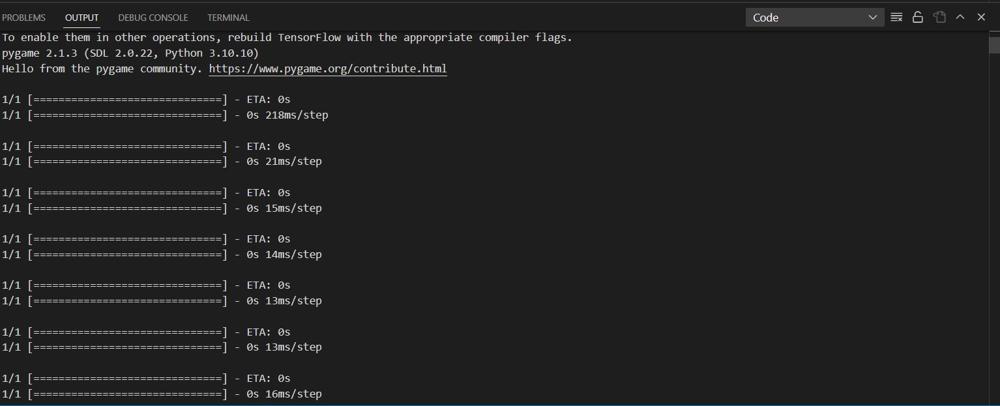 PROBLEMS OUTPUT DEBUG CONSOLE TERMINAL Code
To enable them in other operations, rebuild TensorFlow with the appropriate compiler flags.
pygame 2.1.3 (SDL 2.0.22, Python 3.10.10)
Hello from the pygame community. https://www.pygame.org/contribute.html
1/1 [==============================] - ETA: 0s
1/1 [==============================] - 0s 218ms/step
1/1 [==============================] - ETA: 0s
1/1 [==============================] - 0s 21ms/step
1/1 [==============================] - ETA: 0s
1/1 [==============================] - 0s 15ms/step
1/1 [==============================] - ETA: 0s
1/1 [==============================] - 0s 14ms/step
1/1 [==============================] - ETA: 0s
1/1 [==============================] - 0s 13ms/step
1/1 [==============================] - ETA: 0s
1/1 [==============================] - 0s 13ms/step
1/1 [==============================] - ETA: 0s
1/1 [==============================] - 0s 16ms/step